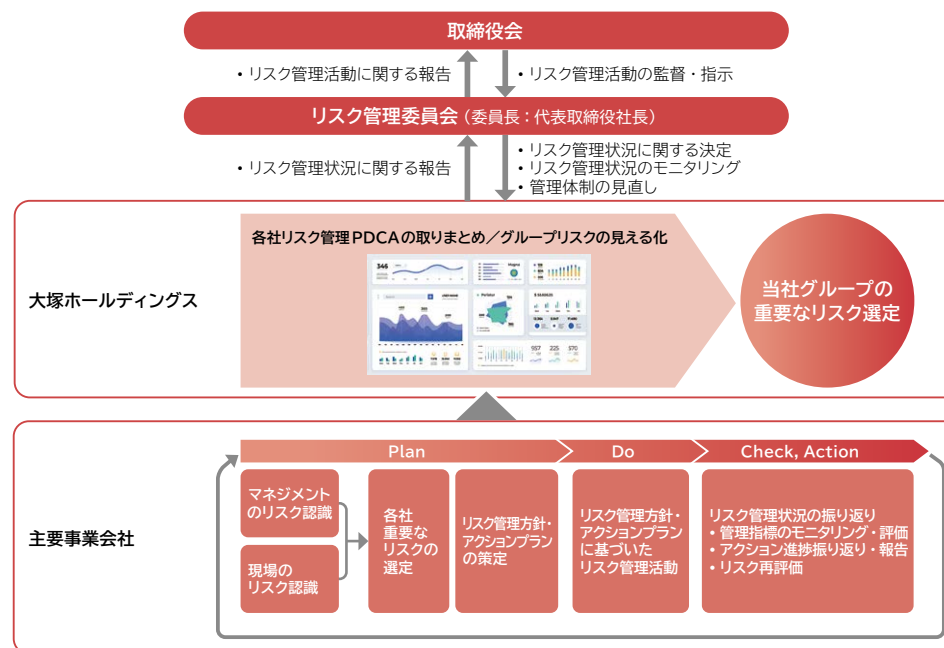 取締役会
・リスク管理活動に関する報告
・リスク管理活動の監督・指示
リスク管理委員会（委員長：代表取締役社長）
・リスク管理状況に関する報告
・リスク管理状況に関する決定
・リスク管理状況のモニタリング
・管理体制の見直し
大塚ホールディングス
各社リスク管理PDCAの取りまとめ／グループリスクの見える化
346
557 225 570
当社グループの
重要なリスク選定
主要事業会社
Plan
Do
Check, Action
マネジメント
のリスク認識
現場の
リスク認識
各社
重要な
リスクの
選定
リスク管理方針・
アクションプラン
の策定
リスク管理方針・
アクションプラン
に基づいた
リスク管理活動
リスク管理状況の振り返り
・管理指標のモニタリング・評価
・アクション進捗振り返り・報告
・リスク再評価